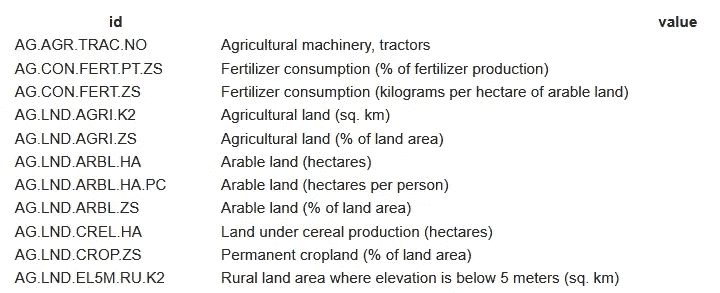 id value
AG.AGR.TRAC.NO Agricultural machinery, tractors
AG.CON.FERT.PT.ZS Fertilizer consumption (% of fertilizer production)
AG.CON.FERT.ZS Fertilizer consumption (kilograms per hectare of arable land)
AG.LND.AGRI.K2 Agricultural land (sq. km)
AG.LND.AGRI.ZS Agricultural land (% of land area)
AG.LND.ARBL.HA Arable land (hectares)
AG.LND.ARBL.HA.PC Arable land (hectares per person)
AG.LND.ARBL.ZS Arable land (% of land area)
AG.LND.CREL.HA Land under cereal production (hectares)
AG.LND.CROP.ZS Permanent cropland (% of land area)
AG.LND.EL5M.RU.K2 Rural land area where elevation is below 5 meters (sq. km)